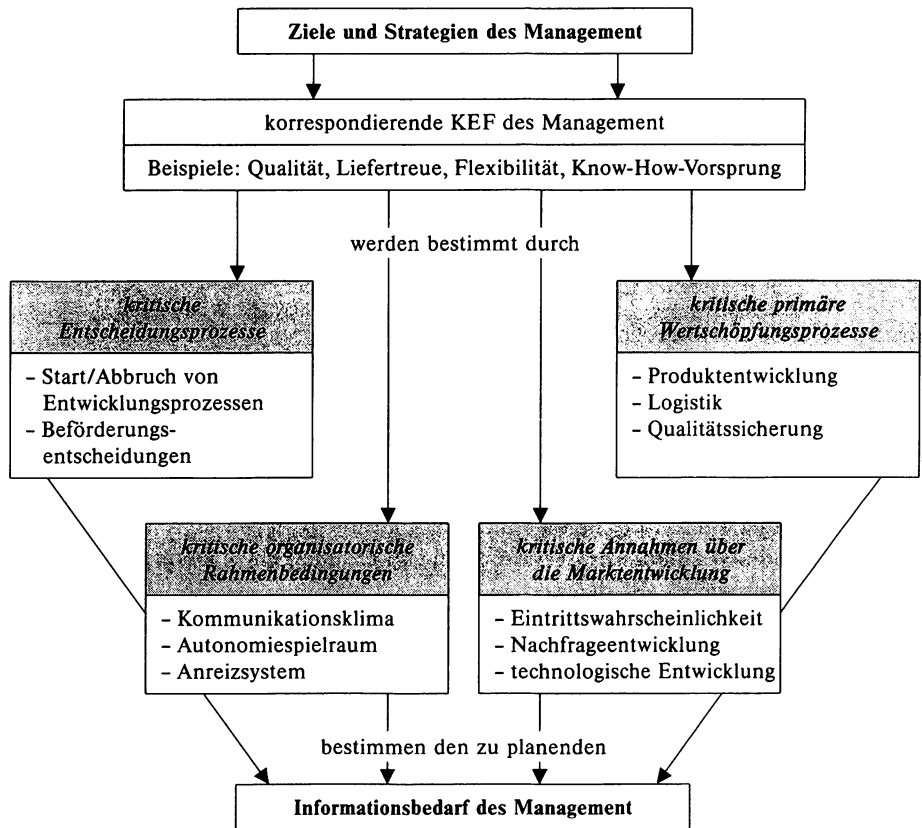 Ziele und Strategien des Management
korrespondierende KEF des Management
Beispiele: Qualität, Liefertreue, Flexibilität, Know-How-Vorsprung
werden bestimmt durch
kritische
Entscheidungsprozesse
– Start/Abbruch von
Entwicklungsprozessen
– Beförderungs-
entscheidungen
kritische primäre
Wertschöpfungsprozesse
– Produktentwicklung
– Logistik
– Qualitätssicherung
kritische organisatorische
Rahmenbedingungen
– Kommunikationsklima
– Autonomiespielraum
– Anreizsystem
kritische Annahmen über
die Marktentwicklung
– Eintrittswahrscheinlichkeit
– Nachfrageentwicklung
– technologische Entwicklung
bestimmen den zu planenden
Informationsbedarf des Management